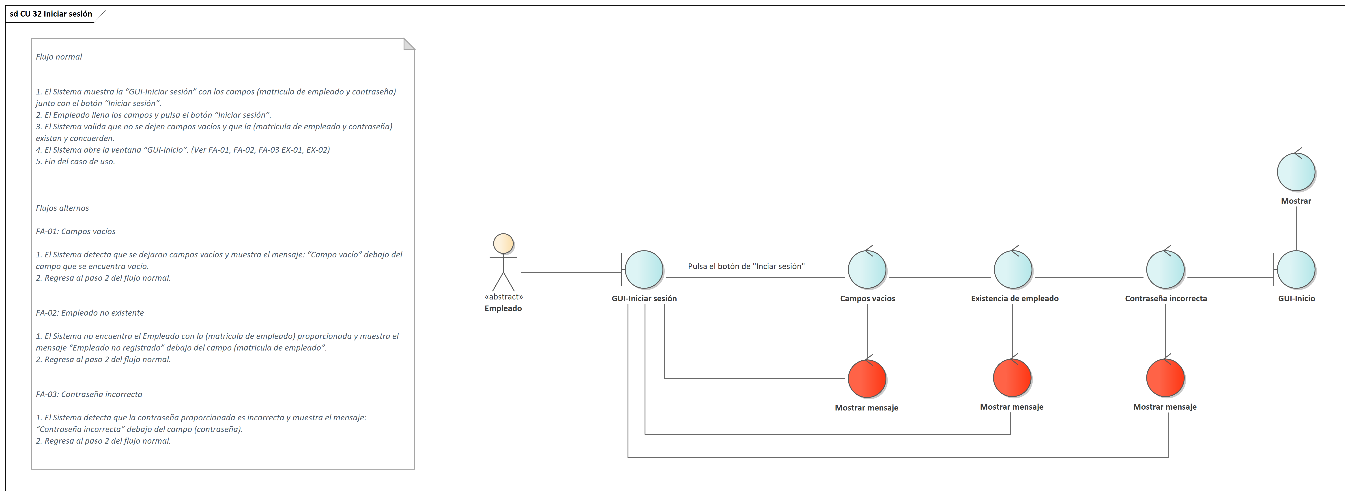 sd CU 32 Iniciar sesión
Flujo normal
1. El Sistema muestra la "GUI-Iniciar sesión" con los campos (matricula de empleado y contraseña)
junto con el botón "Iniciar sesión".
2. El Empleado llena los campos y pulsa el botón "Iniciar sesión".
3. El Sistema valida que no se dejen campos vacíos y que la (matricula de empleado y contraseña)
existan y concuerden.
4. El Sistema abre la ventana "GUI-Inicio". (Ver FA-01, FA-02, FA-03 EX-01, EX-02)
5. Fin del caso de uso.
Flujos alternos
FA-01: Campos vacíos
1. El Sistema detecta que se dejaron campos vacíos y muestra el mensaje: "Campo vacío" debajo del
campo que se encuentra vacío.
2. Regresa al paso 2 del flujo normal.
FA-02: Empleado no existente
1. El Sistema no encuentra el Empleado con la (matricula de empleado) proporcionada y muestra el
mensaje "Empleado no registrado" debajo del campo (matricula de empleado".
2. Regresa al paso 2 del flujo normal.
FA-03: Contraseña incorrecta
1. El Sistema detecta que la contraseña proporcionada es incorrecta y muestra el mensaje:
"Contraseña incorrecta" debajo del campo (contraseña).
2. Regresa al paso 2 del flujo normal.
Mostrar
Pulsa el botón de "Inciar sesión"
«abstract»
Empleado
GUI-Iniciar sesión
Campos vacios
Existencia de empleado
Contraseña incorrecta
GUI-Inicio
Mostrar mensaje
Mostrar mensaje
Mostrar mensaje